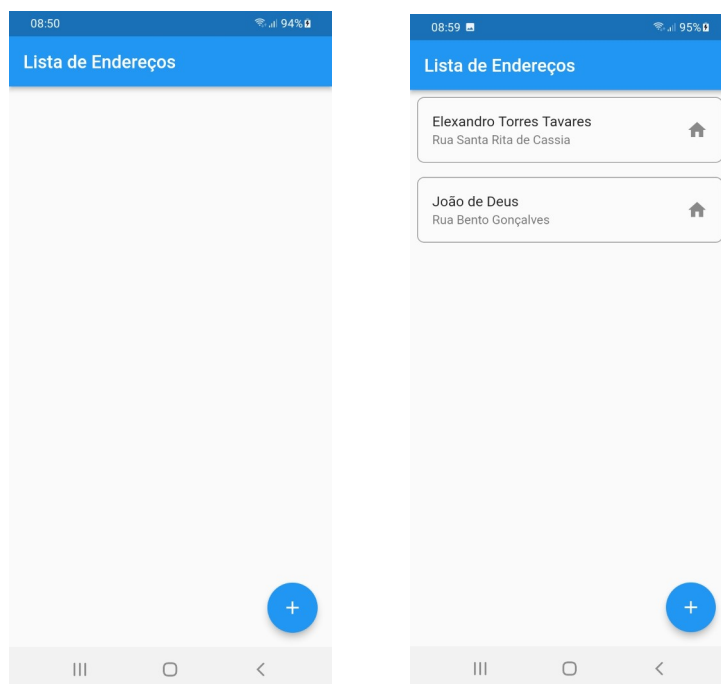 08:50
94%
Lista de Endereços
+
08:59
95%
Lista de Endereços
Elexandro Torres Tavares
Rua Santa Rita de Cassia
João de Deus
Rua Bento Gonçalves
+